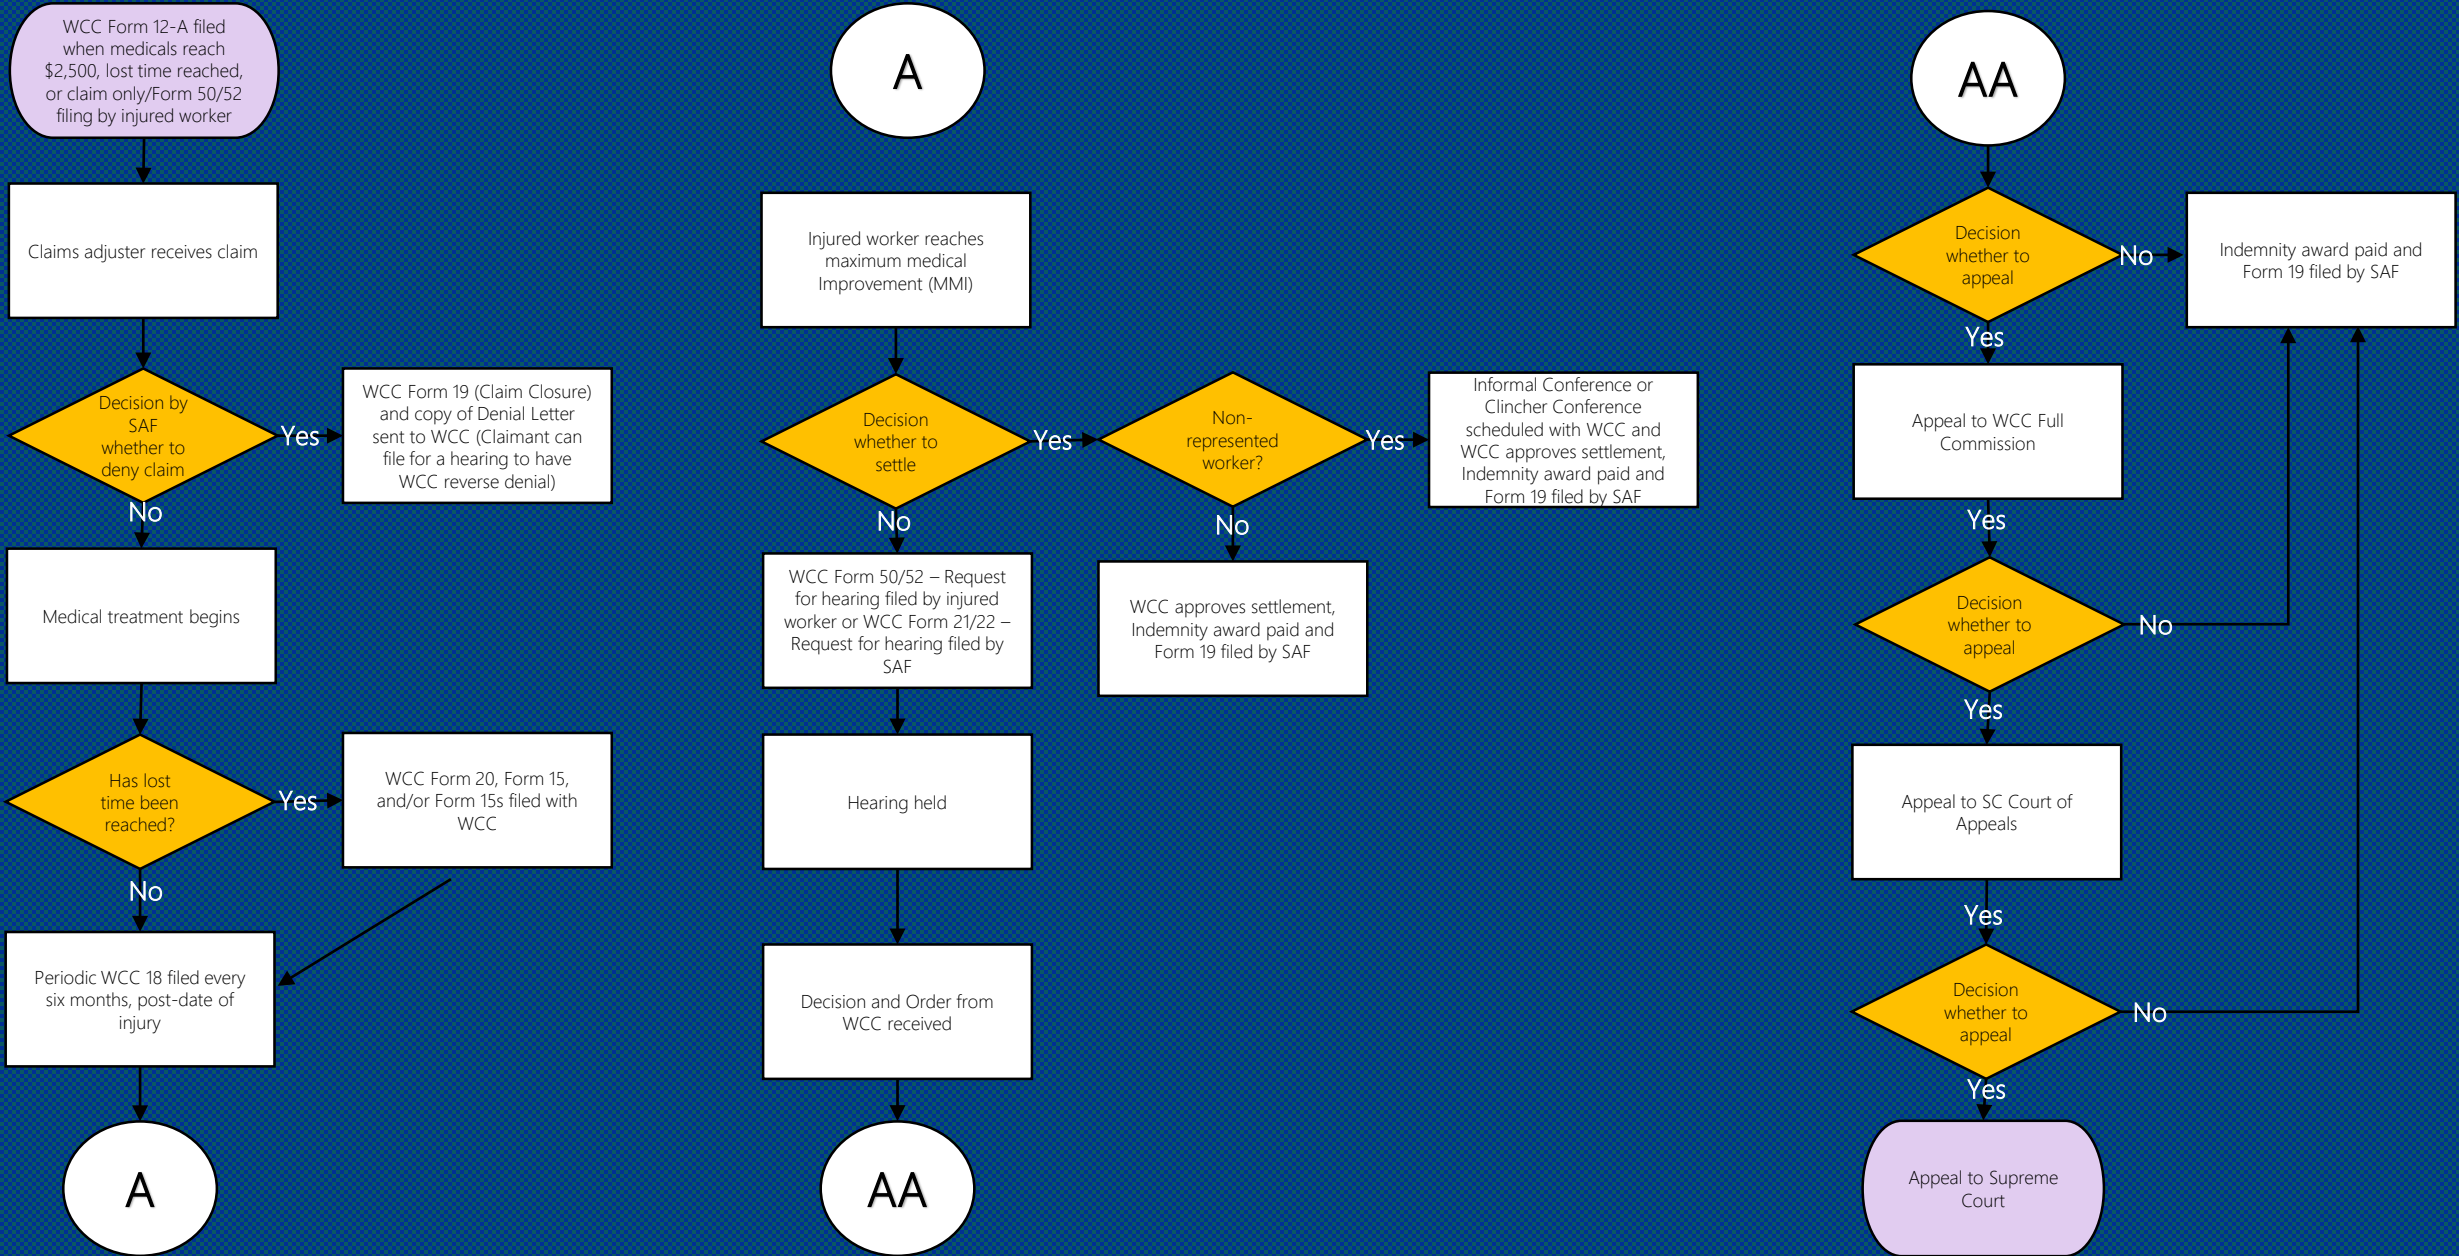 WCC Form 12-A filed
when medicals reach
$2,500, lost time reached,
or claim only/Form 50/52
filing by injured worker
Claims adjuster receives claim
Decision by
SAF
whether to
deny claim
Yes
WCC Form 19 (Claim Closure)
and copy of Denial Letter
sent to WCC (Claimant can
file for a hearing to have
WCC reverse denial)
No
Medical treatment begins
Has lost
time been
reached?
Yes
WCC Form 20, Form 15,
and/or Form 15s filed with
WCC
No
Periodic WCC 18 filed every
six months, post-date of
injury
A
A
Injured worker reaches
maximum medical
Improvement (MMI)
Decision
whether to
settle
Yes
Non-
represented
worker?
Yes
Informal Conference or
Clincher Conference
scheduled with WCC and
WCC approves settlement,
Indemnity award paid and
Form 19 filed by SAF
No
WCC approves settlement,
Indemnity award paid and
Form 19 filed by SAF
No
WCC Form 50/52 – Request
for hearing filed by injured
worker or WCC Form 21/22 –
Request for hearing filed by
SAF
Hearing held
Decision and Order from
WCC received
AA
AA
Decision
whether to
appeal
No
Indemnity award paid and
Form 19 filed by SAF
Yes
Appeal to WCC Full
Commission
Yes
Decision
whether to
appeal
No
Yes
Appeal to SC Court of
Appeals
Yes
Decision
whether to
appeal
No
Yes
Appeal to Supreme
Court